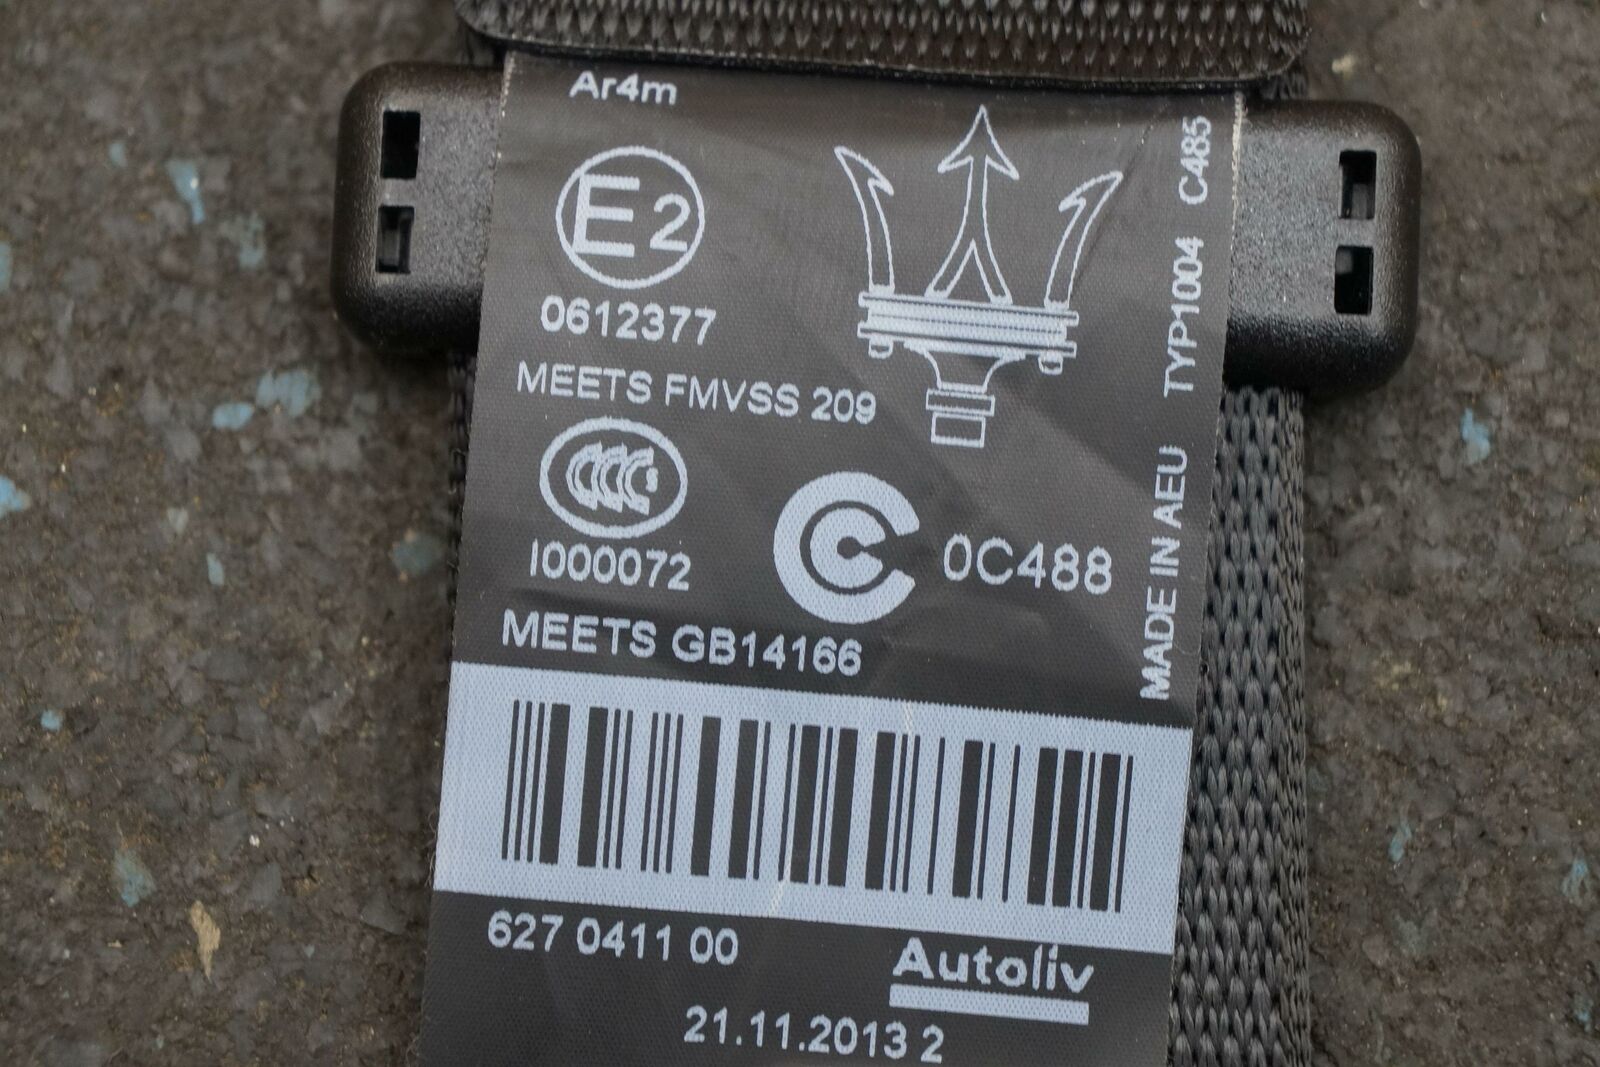 Ar4m
E2
0612377
MEETS FMVSS 209
CCC
I000072
0C488
MEETS GB14166
MADE IN AEU TYP1004 C485
627 0411 00
Autoliv
21.11.2013 2